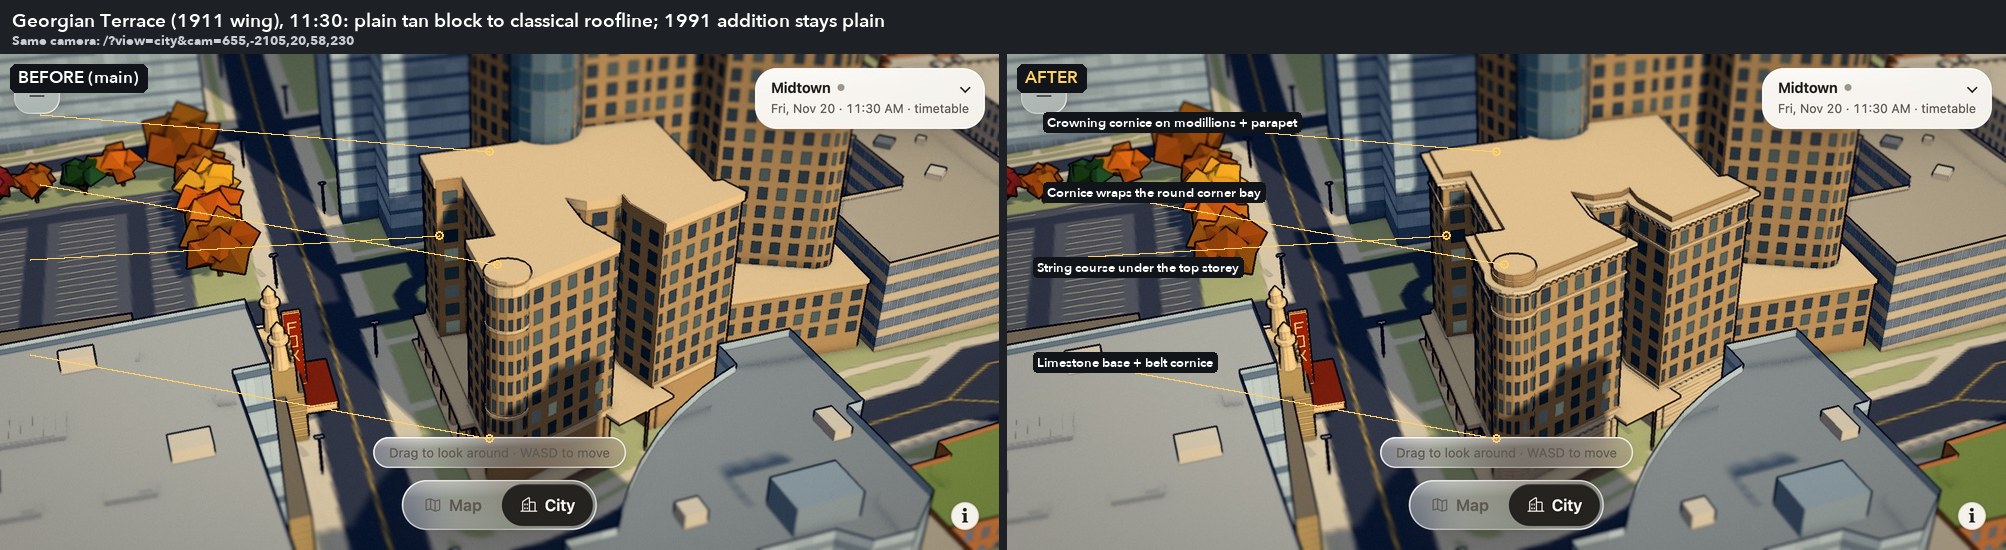 Georgian Terrace (1911 wing), 11:30: plain tan block to classical roofline; 1991 addition stays plain
Same camera: /?view=city&cam=655,-2105,20,58,230
BEFORE (main)
Midtown
Fri, Nov 20 · 11:30 AM · timetable
FOX
Drag to look around · WASD to move
Map
City
i
AFTER
Midtown
Fri, Nov 20 · 11:30 AM · timetable
Crowning cornice on modillions + parapet
Cornice wraps the round corner bay
String course under the top storey
Limestone base + belt cornice
FOX
Drag to look around · WASD to move
Map
City
i